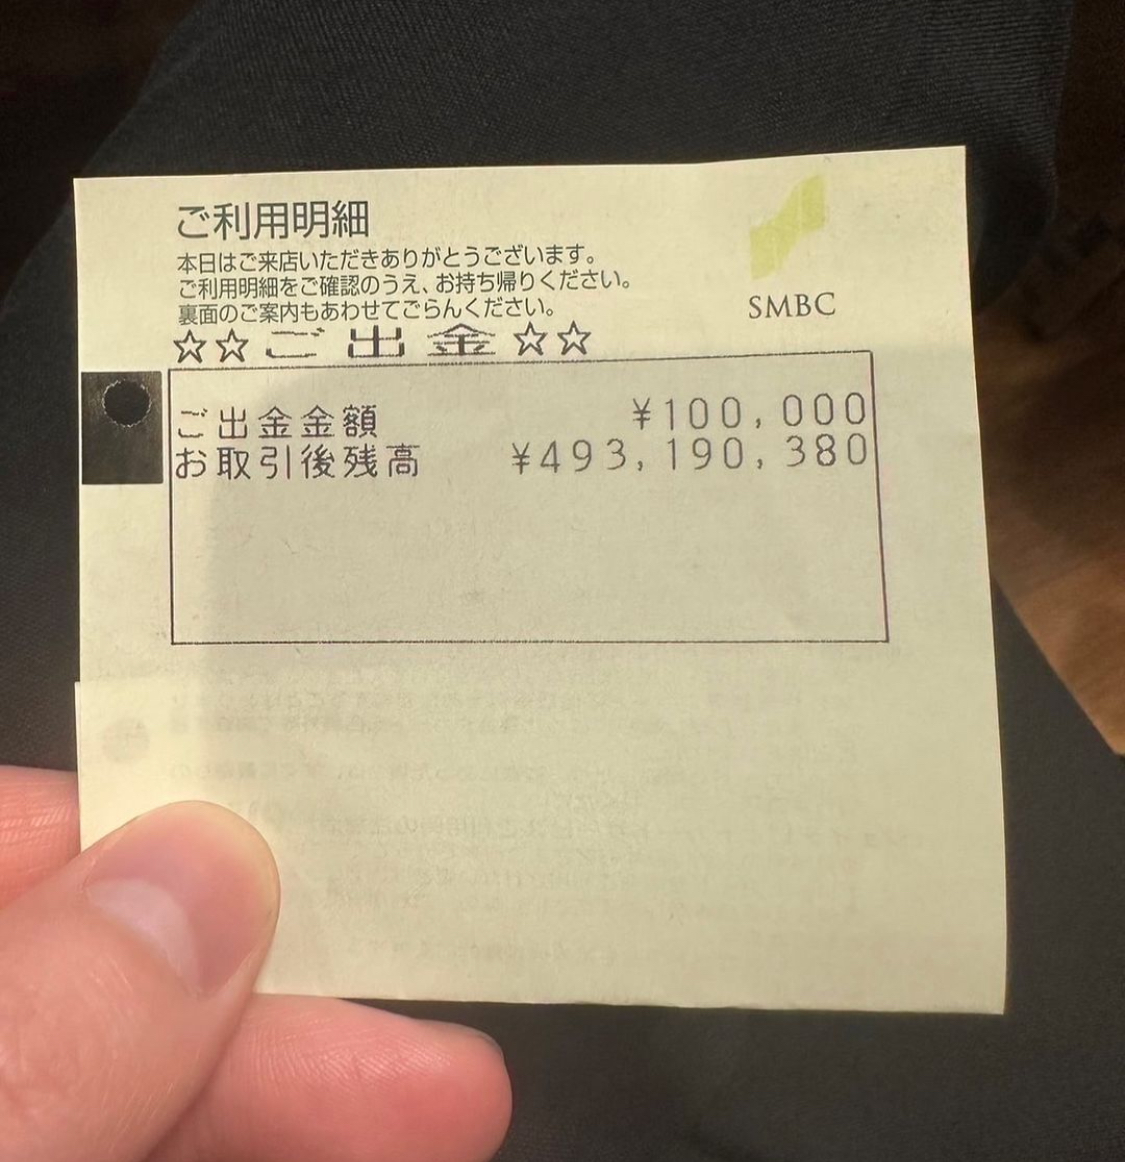 ご利用明細
本日はご来店いただきありがとうございます。
ご利用明細をご確認のうえ、お持ち帰りください。
裏面のご案内もあわせてごらんください。
SMBC
☆☆ご出金☆☆
ご出金金額 ¥100,000
お取引後残高 ¥493,190,380